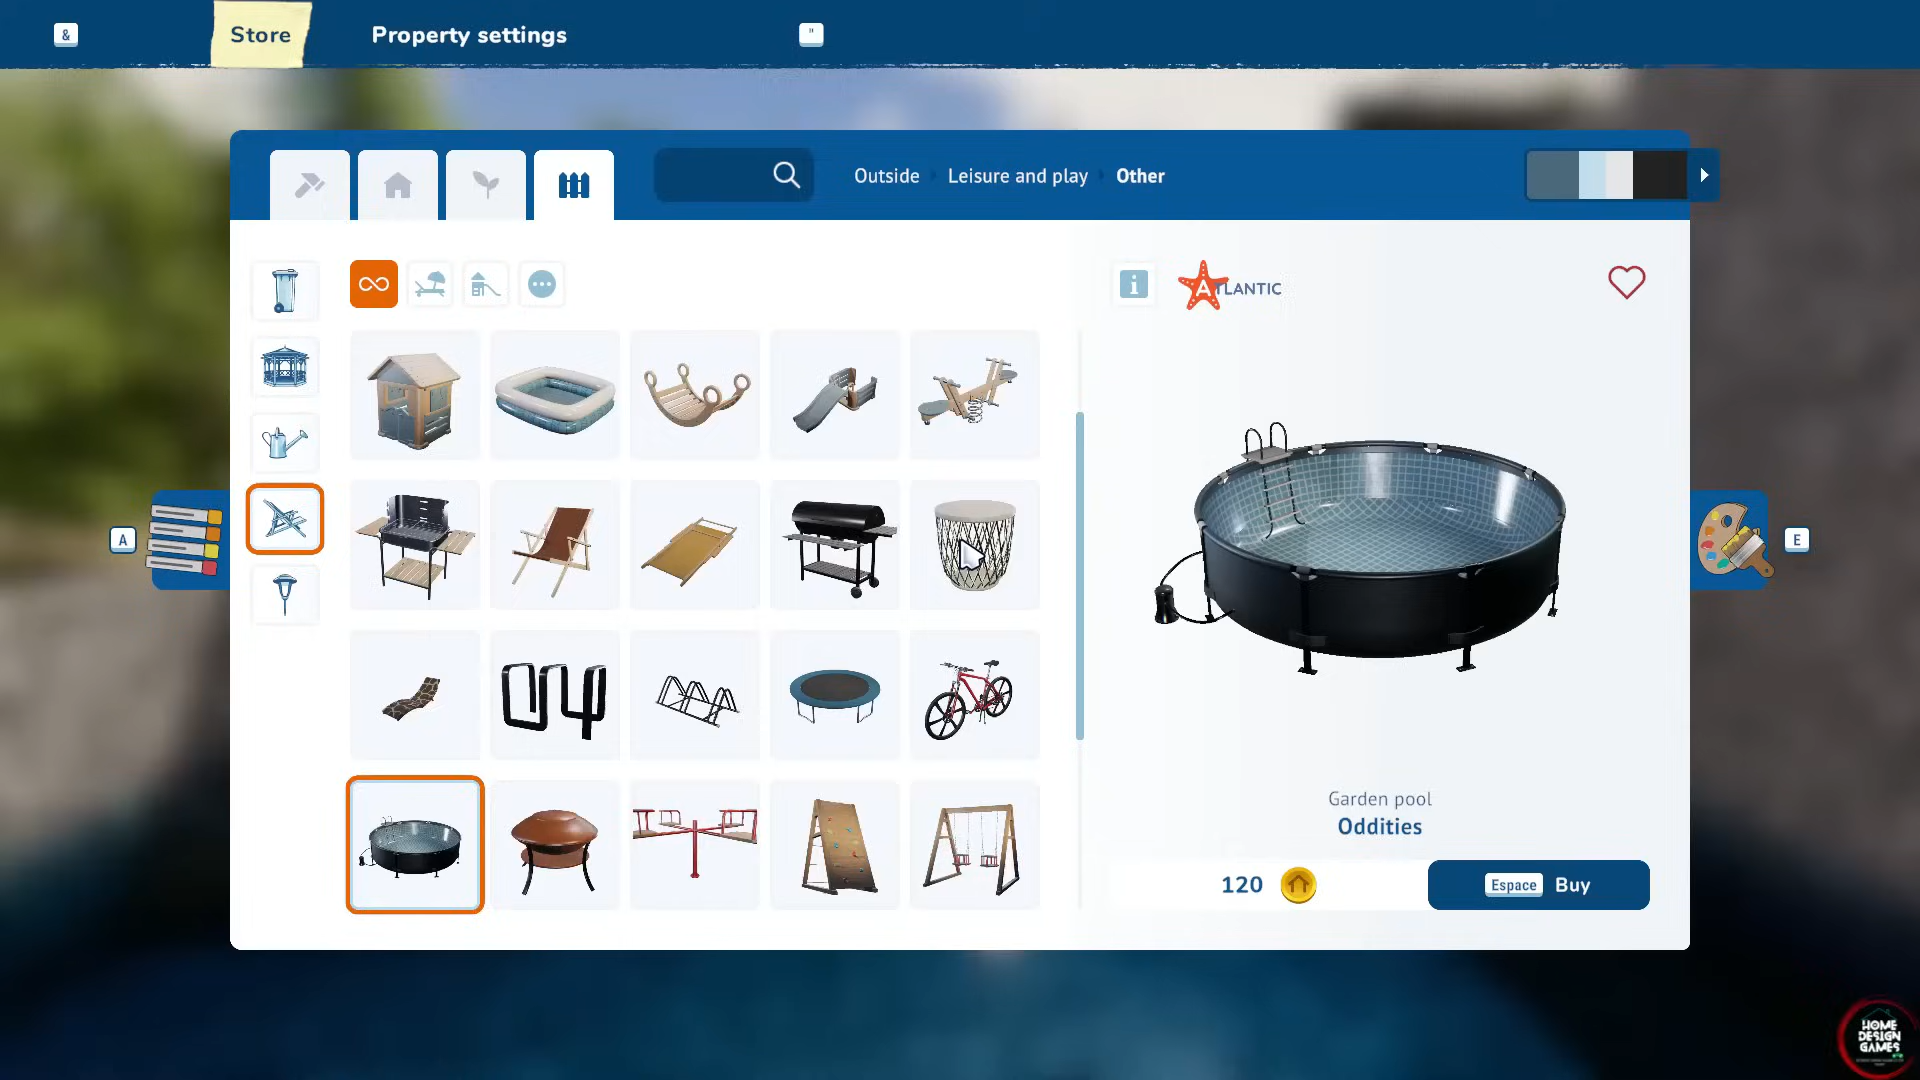 &
Store
Property settings
"
Outside
Leisure and play
Other
ATLANTIC
A
E
Garden pool
Oddities
120
Espace
Buy
HOME
DESIGN
GAMES